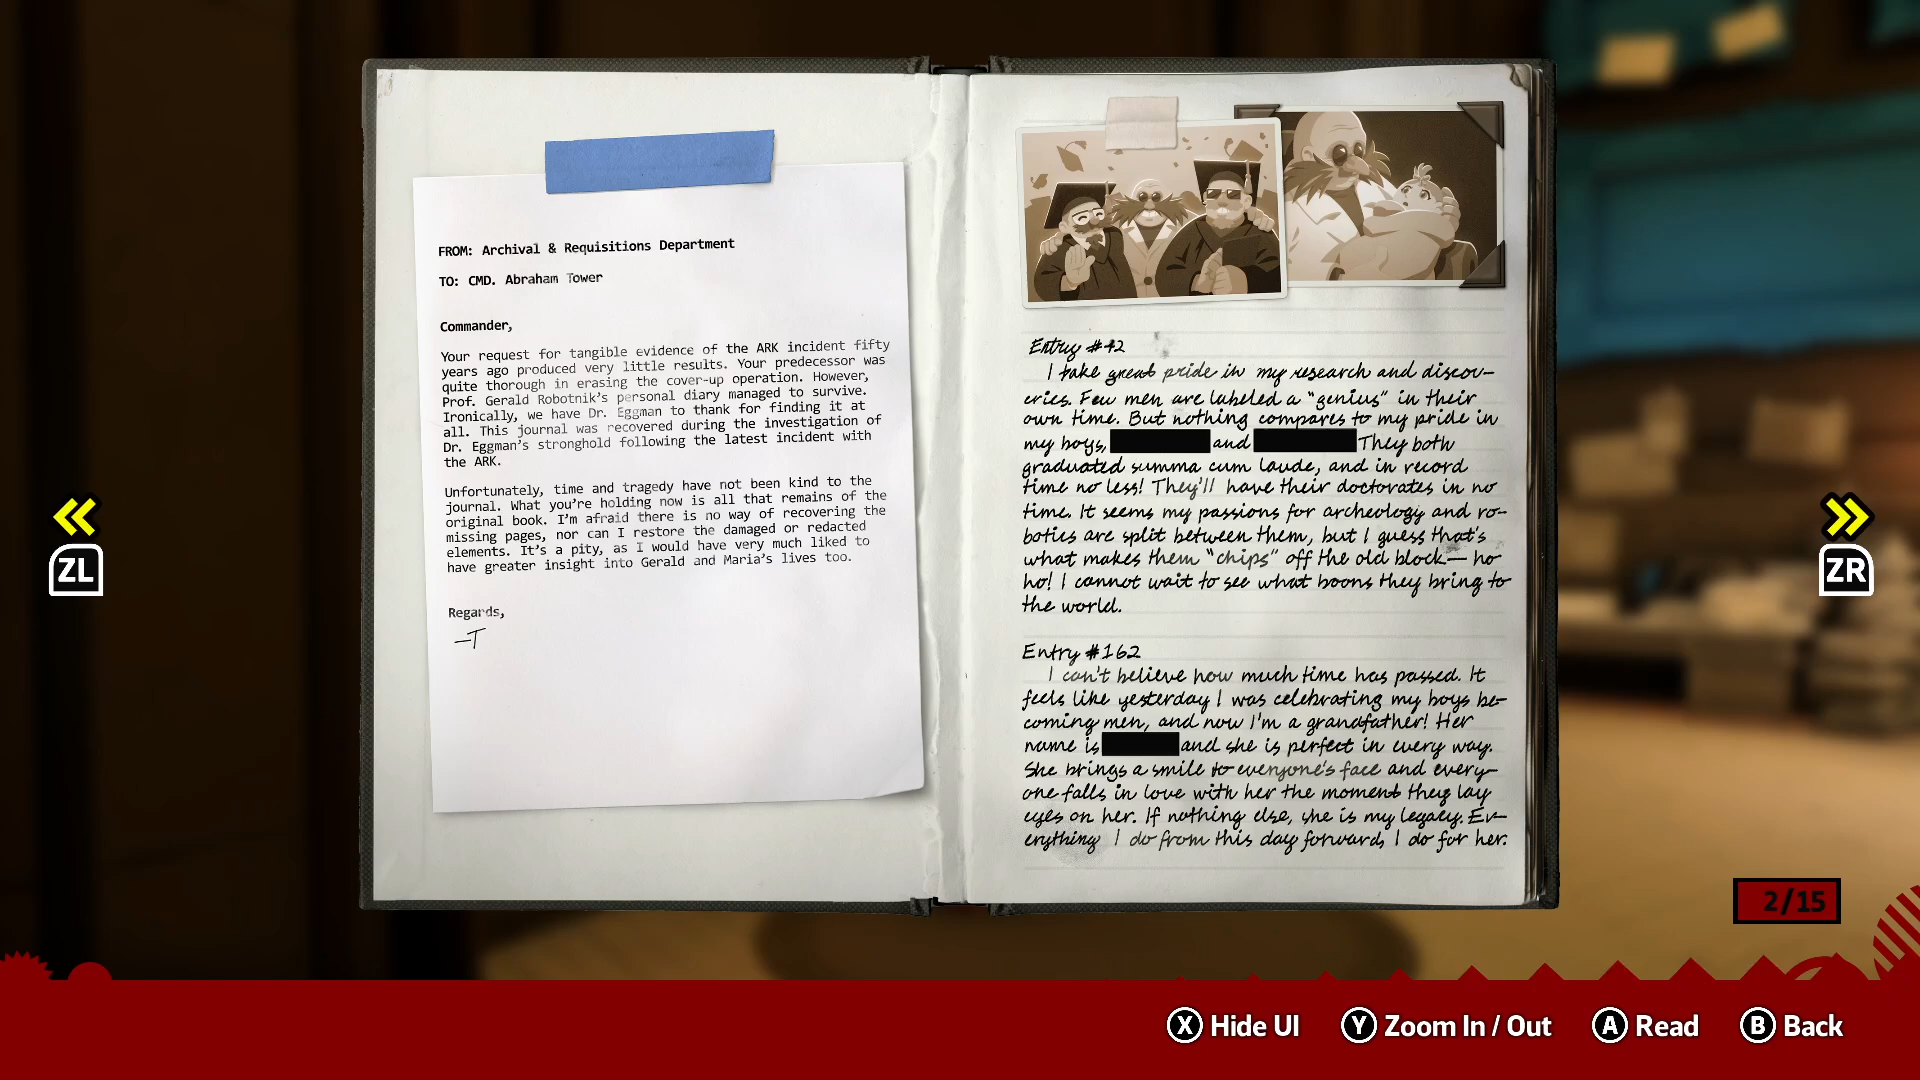 FROM: Archival & Requisitions Department
TO: CMD. Abraham Tower
Commander,
Your request for tangible evidence of the ARK incident fifty
years ago produced very little results. Your predecessor was
quite thorough in erasing the cover-up operation. However,
Prof. Gerald Robotnik's personal diary managed to survive.
Ironically, we have Dr. Eggman to thank for finding it at
all. This journal was recovered during the investigation of
Dr. Eggman's stronghold following the latest incident with
the ARK.
Unfortunately, time and tragedy have not been kind to the
journal. What you're holding now is all that remains of the
original book. I'm afraid there is no way of recovering the
missing pages, nor can I restore the damaged or redacted
elements. It's a pity, as I would have very much liked to
have greater insight into Gerald and Maria's lives too.
Regards,
—T
Entry #42
I take great pride in my research and discov-
eries. Few men are labeled a "genius" in their
own time. But nothing compares to my pride in
my boys, and They both
graduated summa cum laude, and in record
time no less! They'll have their doctorates in no
time. It seems my passions for archeology and ro-
botics are split between them, but I guess that's
what makes them "chips" off the old block— ho
ho! I cannot wait to see what boons they bring to
the world.
Entry #162
I can't believe how much time has passed. It
feels like yesterday I was celebrating my boys be-
coming men, and now I'm a grandfather! Her
name is and she is perfect in every way.
She brings a smile to everyone's face and every-
one falls in love with her the moment they lay
eyes on her. If nothing else, she is my legacy. Ev-
erything I do from this day forward, I do for her.
ZL
ZR
2/15
X Hide UI
Y Zoom In / Out
A Read
B Back